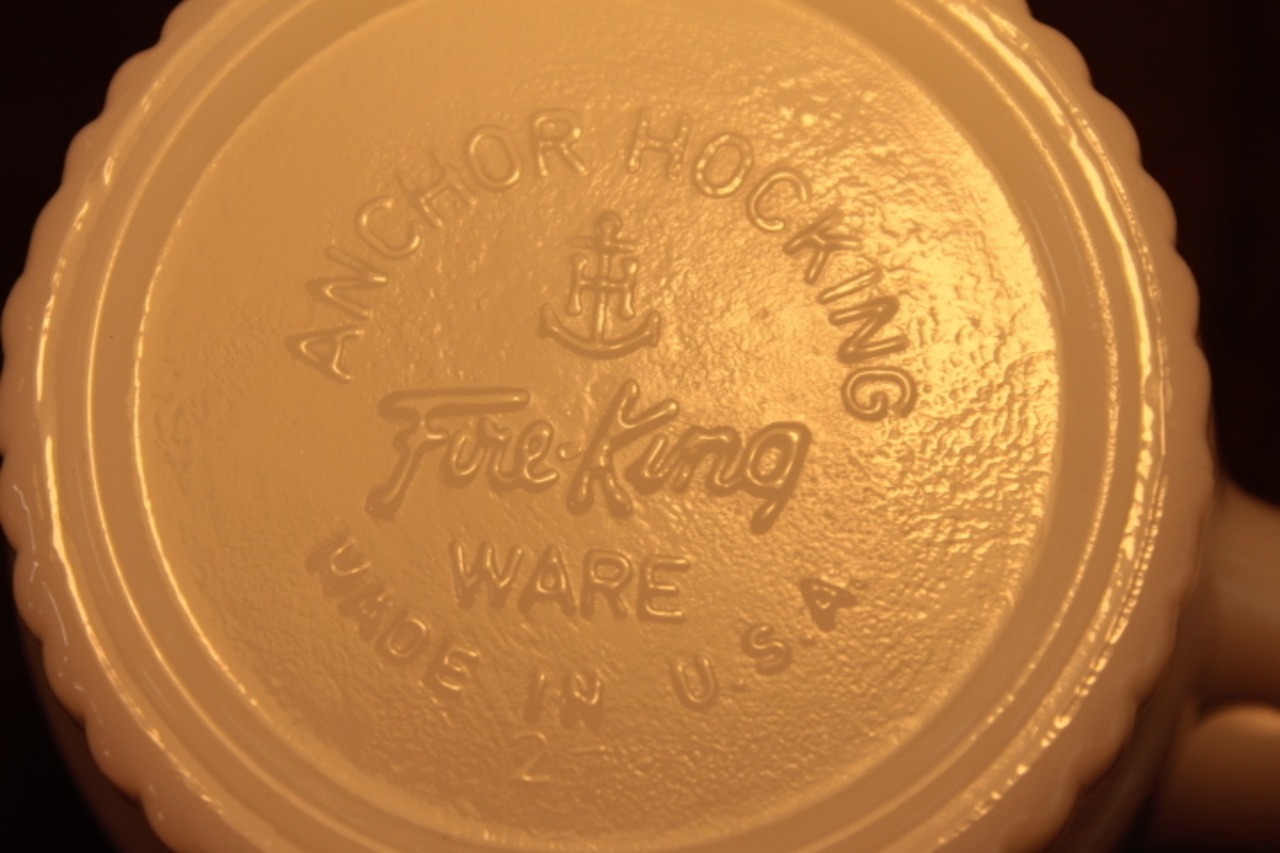 ANCHOR HOCKING
H
Fire-King
WARE
MADE IN U.S.A.
2